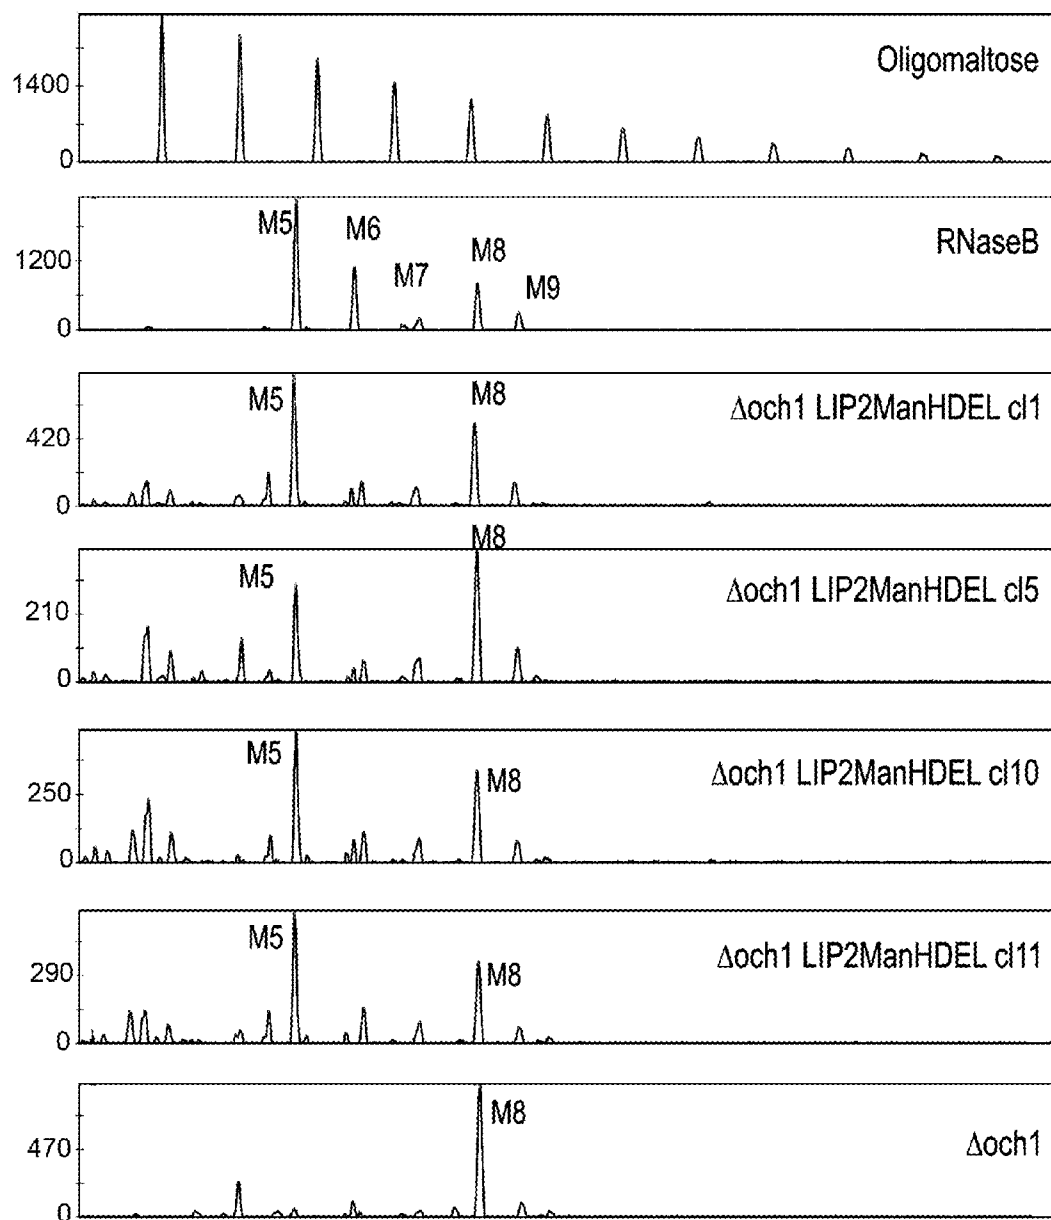 Oligomaltose
1400
0
RNaseB
M5
M6
M7
M8
M9
1200
0
Δoch1 LIP2ManHDEL cl1
M5
M8
420
0
Δoch1 LIP2ManHDEL cl5
M5
M8
210
0
Δoch1 LIP2ManHDEL cl10
M5
M8
250
0
Δoch1 LIP2ManHDEL cl11
M5
M8
290
0
Δoch1
M8
470
0